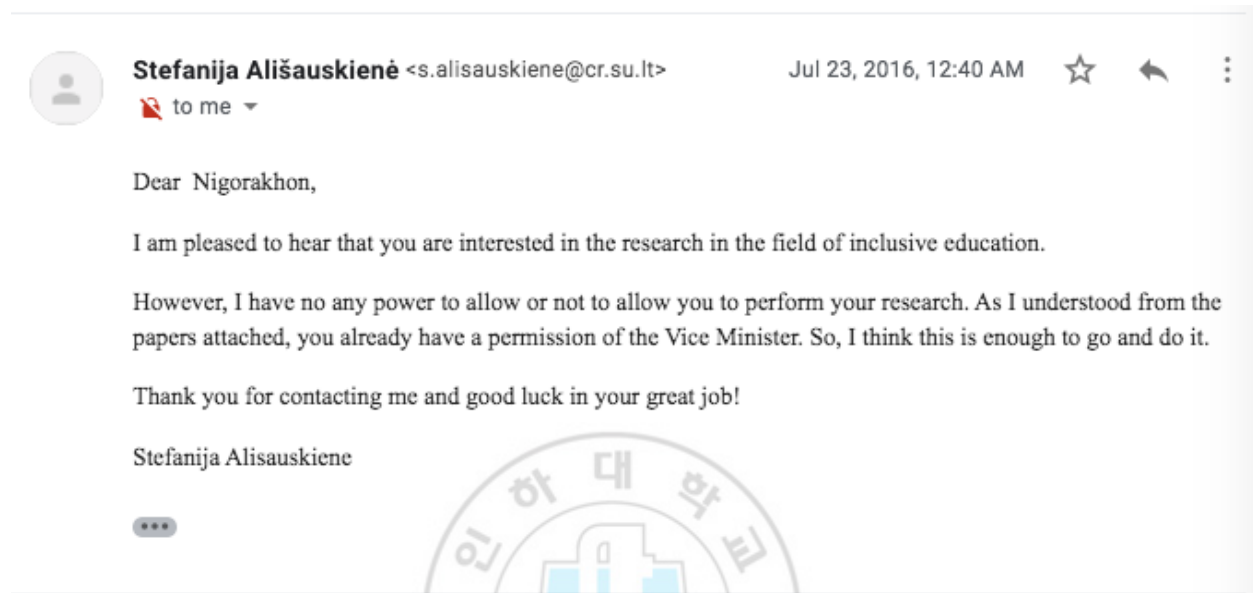 Stefanija Ališauskienė <s.alisauskiene@cr.su.lt> Jul 23, 2016, 12:40 AM
to me
Dear Nigorakhon,
I am pleased to hear that you are interested in the research in the field of inclusive education.
However, I have no any power to allow or not to allow you to perform your research. As I understood from the
papers attached, you already have a permission of the Vice Minister. So, I think this is enough to go and do it.
Thank you for contacting me and good luck in your great job!
Stefanija Alisauskiene
인하대학교